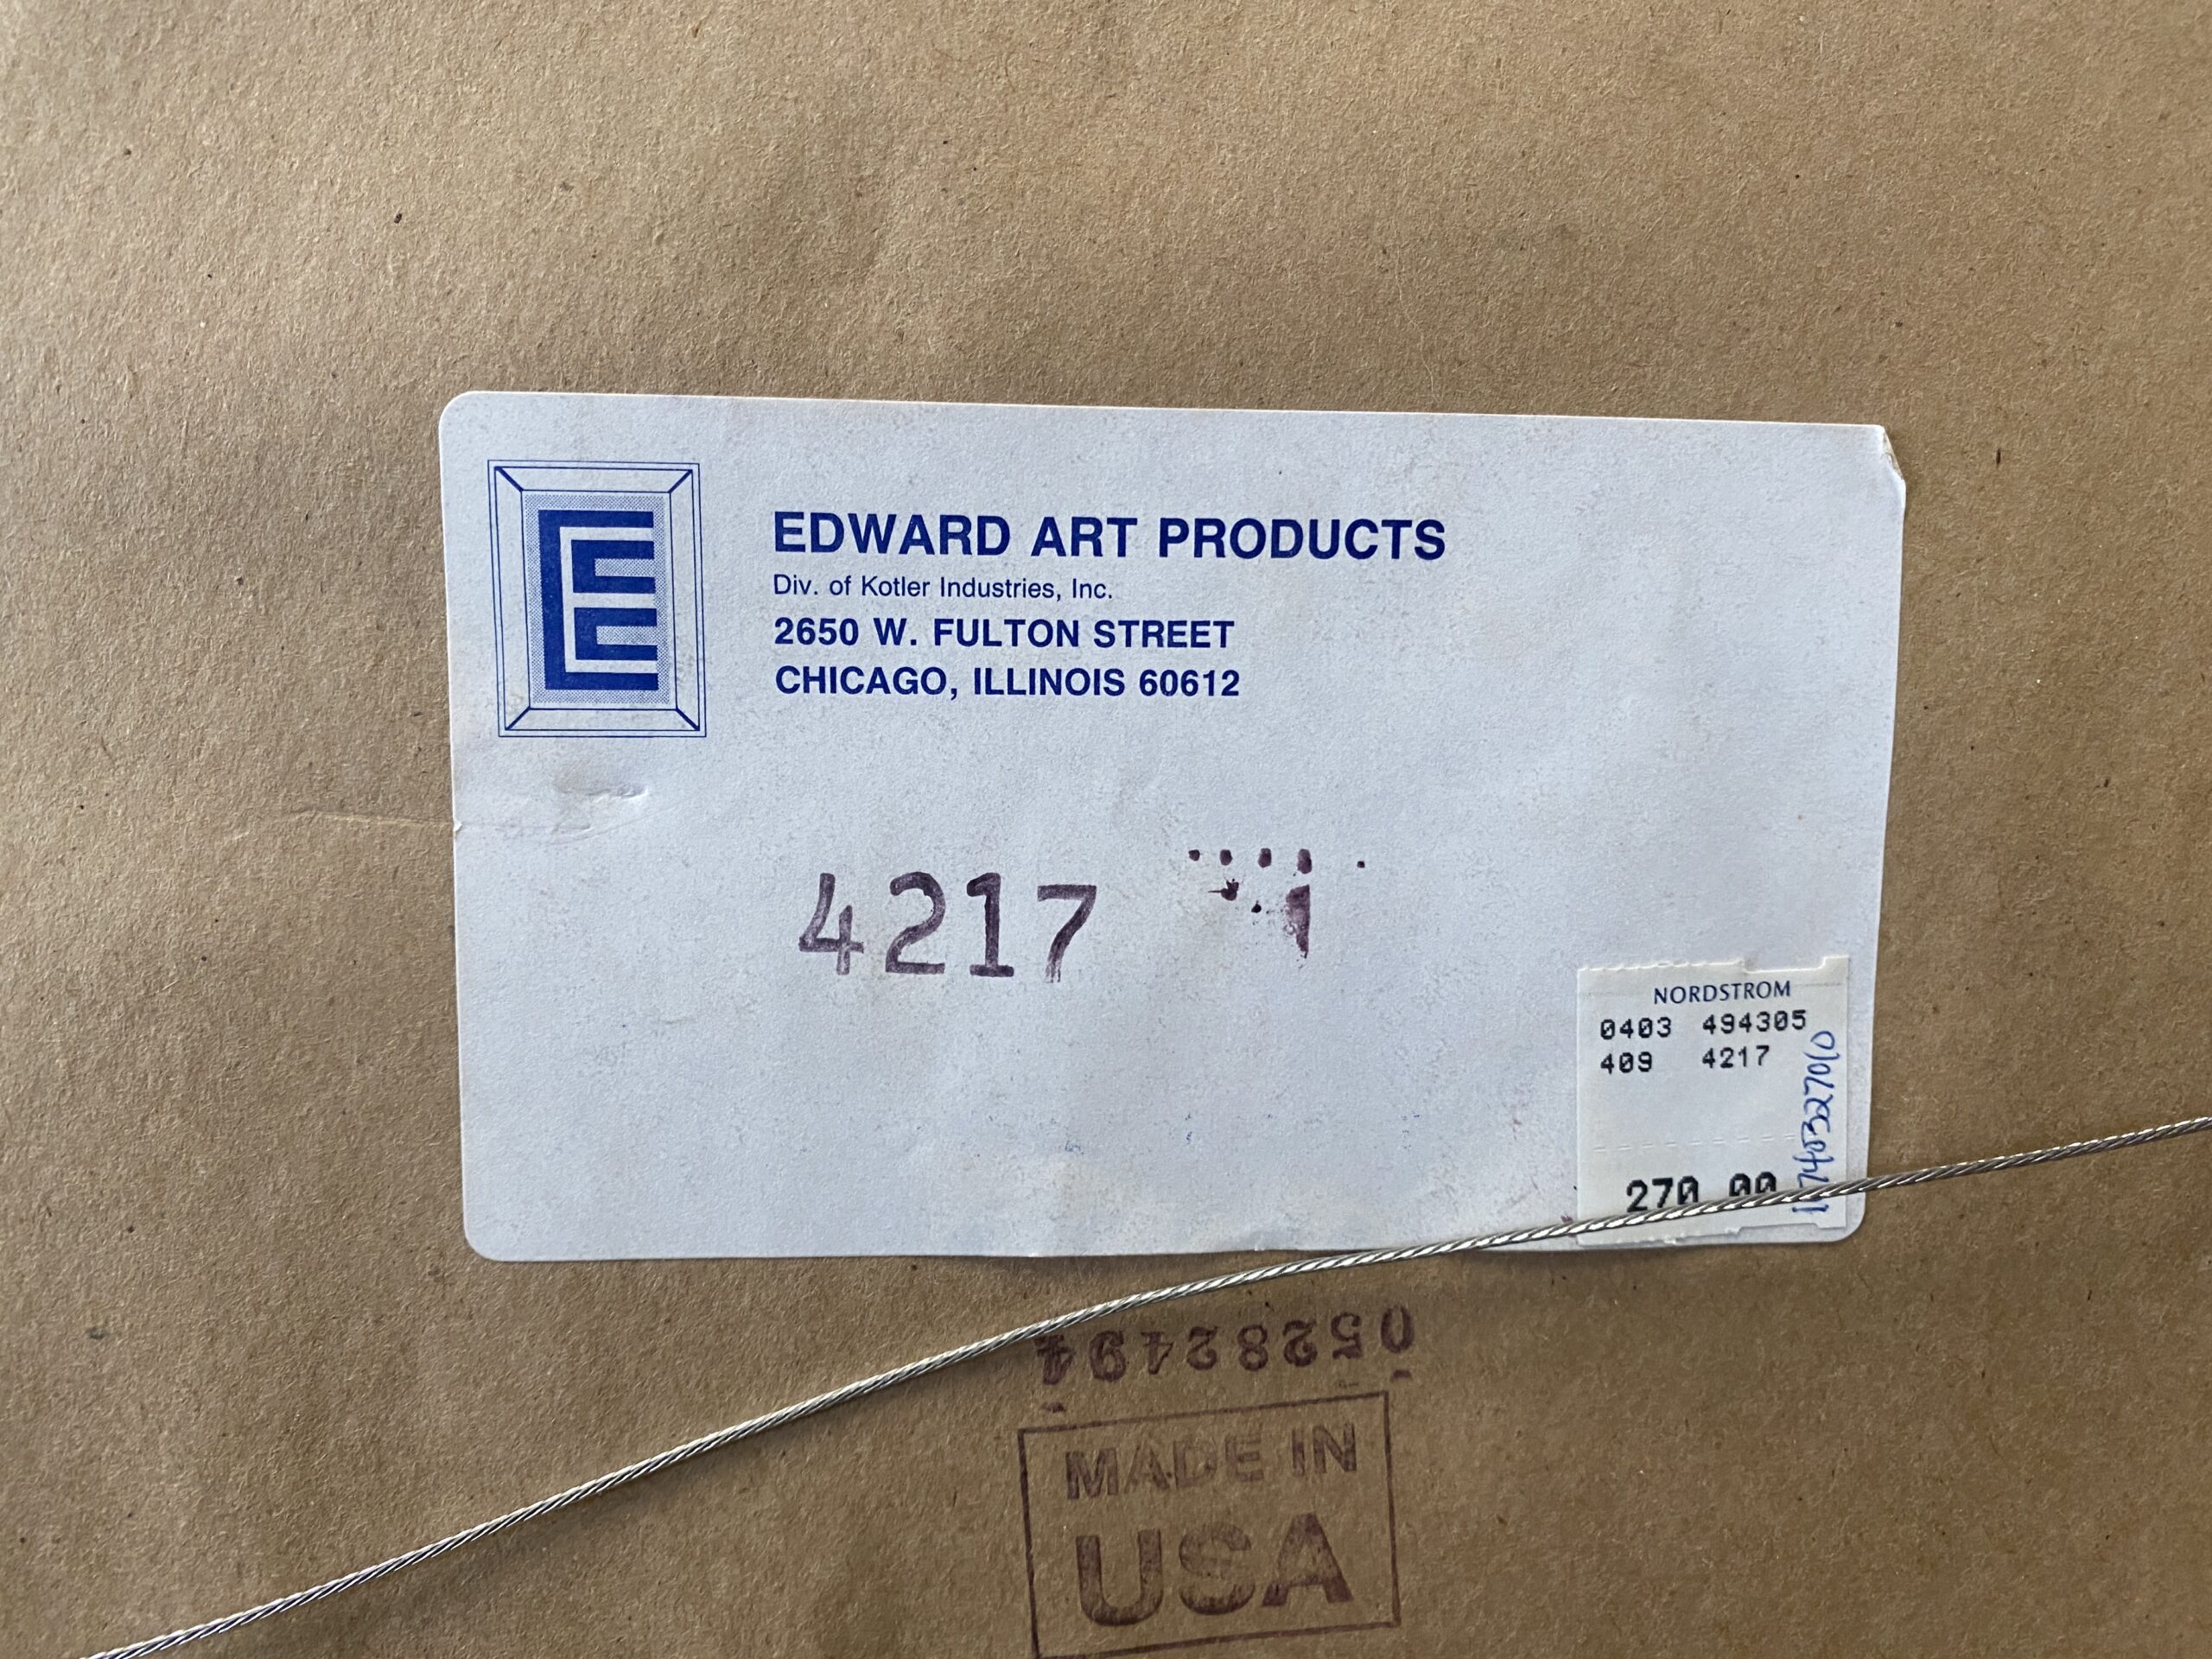 E
EDWARD ART PRODUCTS
Div. of Kotler Industries, Inc.
2650 W. FULTON STREET
CHICAGO, ILLINOIS 60612
4217
NORDSTROM
0403 494305
409 4217
270.00
05282494
MADE IN
USA